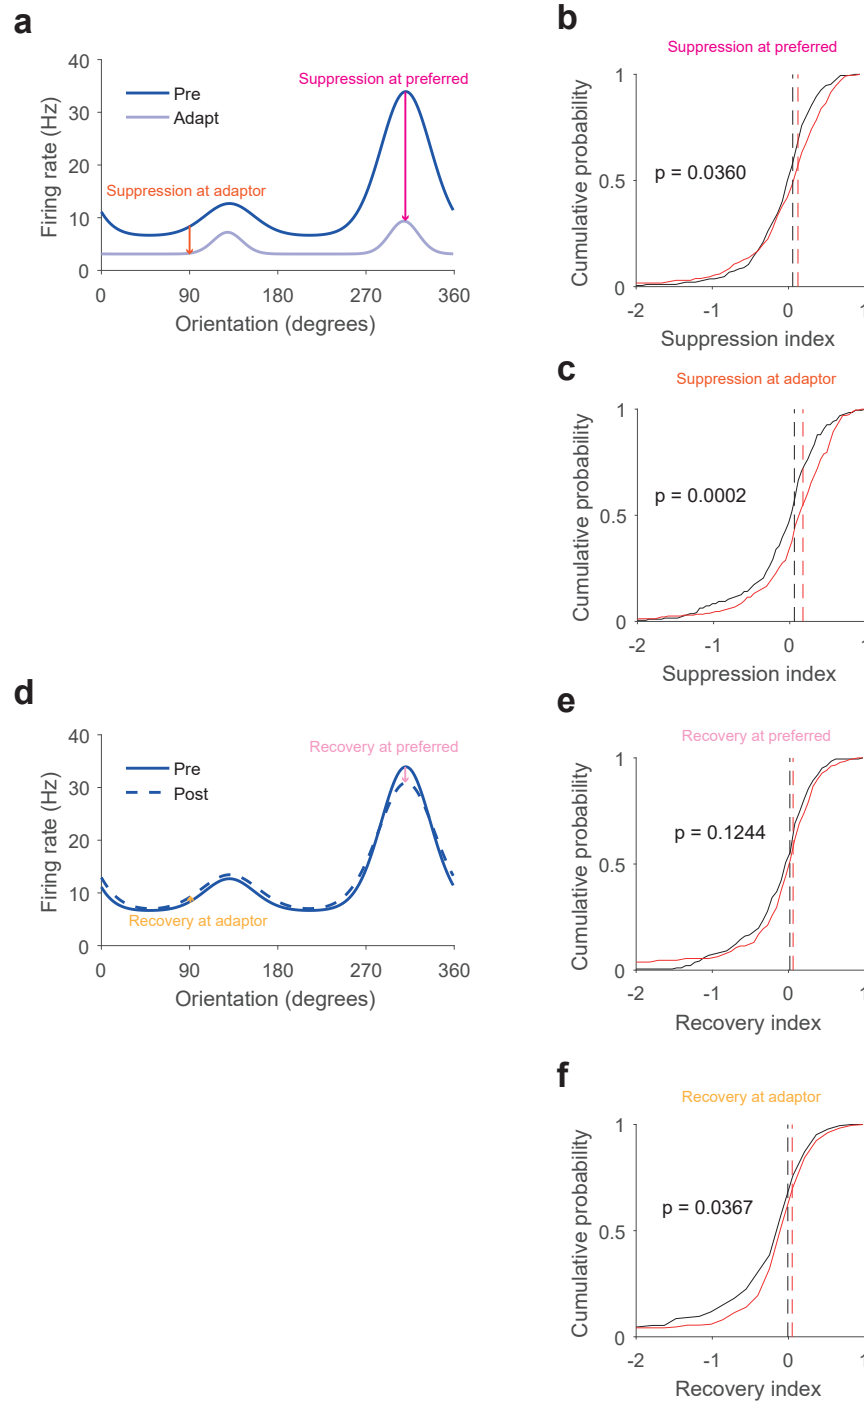 a
40
30
20
10
0
Firing rate (Hz)
Pre
Adapt
Suppression at preferred
Suppression at adaptor
0 90 180 270 360
Orientation (degrees)
b
Suppression at preferred
1
0.5
0
Cumulative probability
p = 0.0360
-2 -1 0 1
Suppression index
c
Suppression at adaptor
1
0.5
0
Cumulative probability
p = 0.0002
-2 -1 0 1
Suppression index
d
40
30
20
10
0
Firing rate (Hz)
Pre
Post
Recovery at preferred
Recovery at adaptor
0 90 180 270 360
Orientation (degrees)
e
Recovery at preferred
1
0.5
0
Cumulative probability
p = 0.1244
-2 -1 0 1
Recovery index
f
Recovery at adaptor
1
0.5
0
Cumulative probability
p = 0.0367
-2 -1 0 1
Recovery index